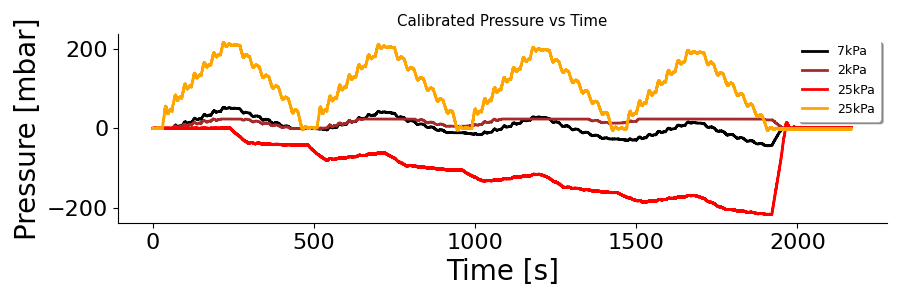 Calibrated Pressure vs Time
Pressure [mbar]
200
0
−200
0
500
1000
1500
2000
Time [s]
7kPa
2kPa
25kPa
25kPa